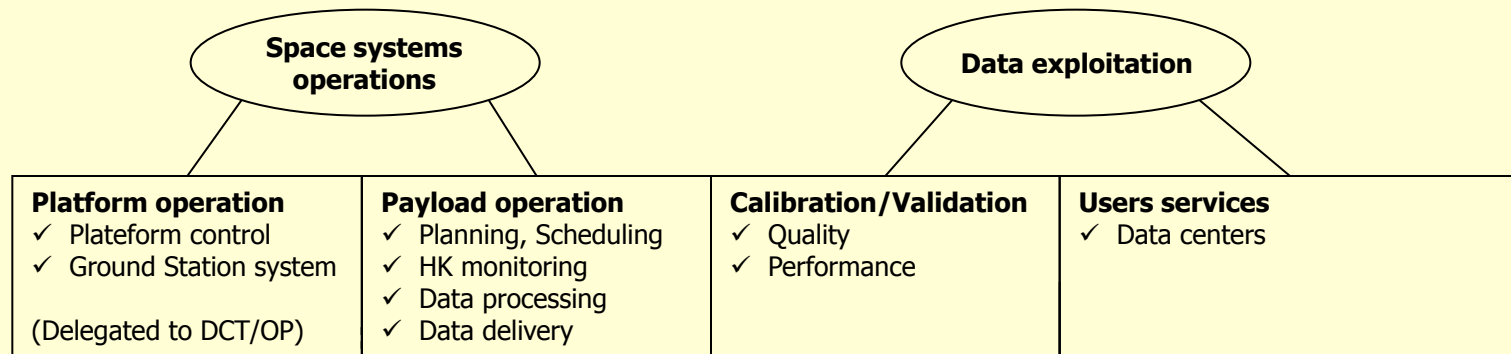 Space systems
operations
Data exploitation
Platform operation
✓ Plateform control
✓ Ground Station system
(Delegated to DCT/OP)
Payload operation
✓ Planning, Scheduling
✓ HK monitoring
✓ Data processing
✓ Data delivery
Calibration/Validation
✓ Quality
✓ Performance
Users services
✓ Data centers